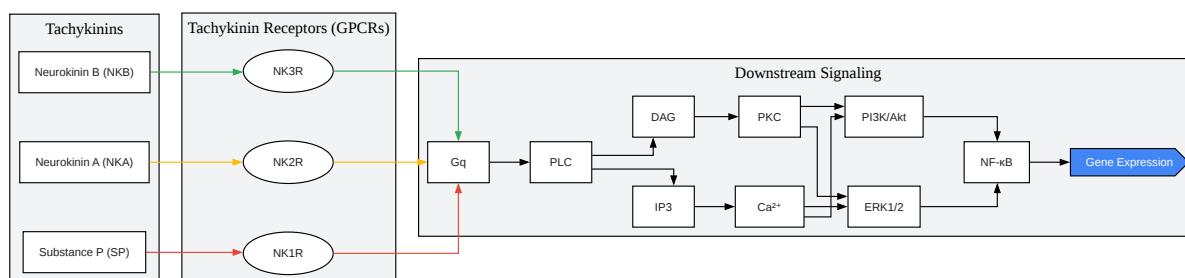 Tachykinins
Neurokinin B (NKB)
Neurokinin A (NKA)
Substance P (SP)
Tachykinin Receptors (GPCRs)
NK3R
NK2R
NK1R
Downstream Signaling
Gq
PLC
DAG
IP3
PKC
Ca²⁺
PI3K/Akt
ERK1/2
NF-κB
Gene Expression